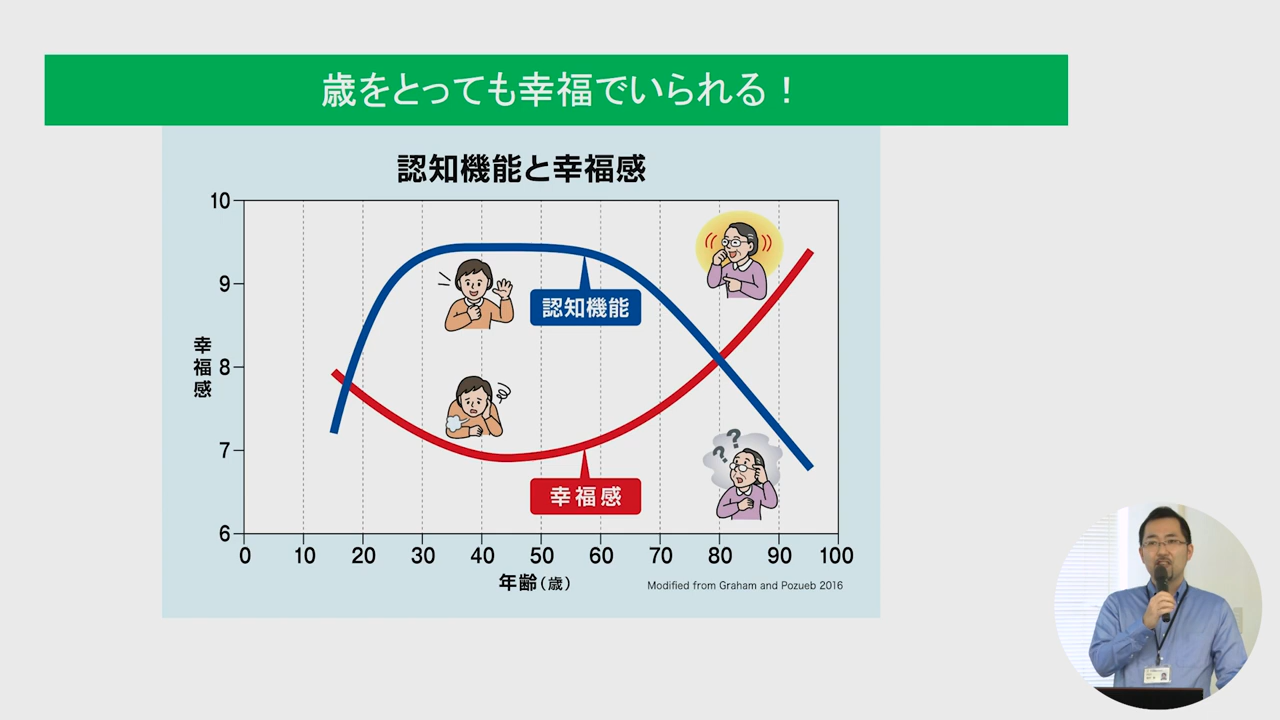 歳をとっても幸福でいられる！
認知機能と幸福感
10
9
8
7
6
幸福感
認知機能
幸福感
? ?
? ?
0 10 20 30 40 50 60 70 80 90 100
年齢（歳）
Modified from Graham and Pozueb 2016